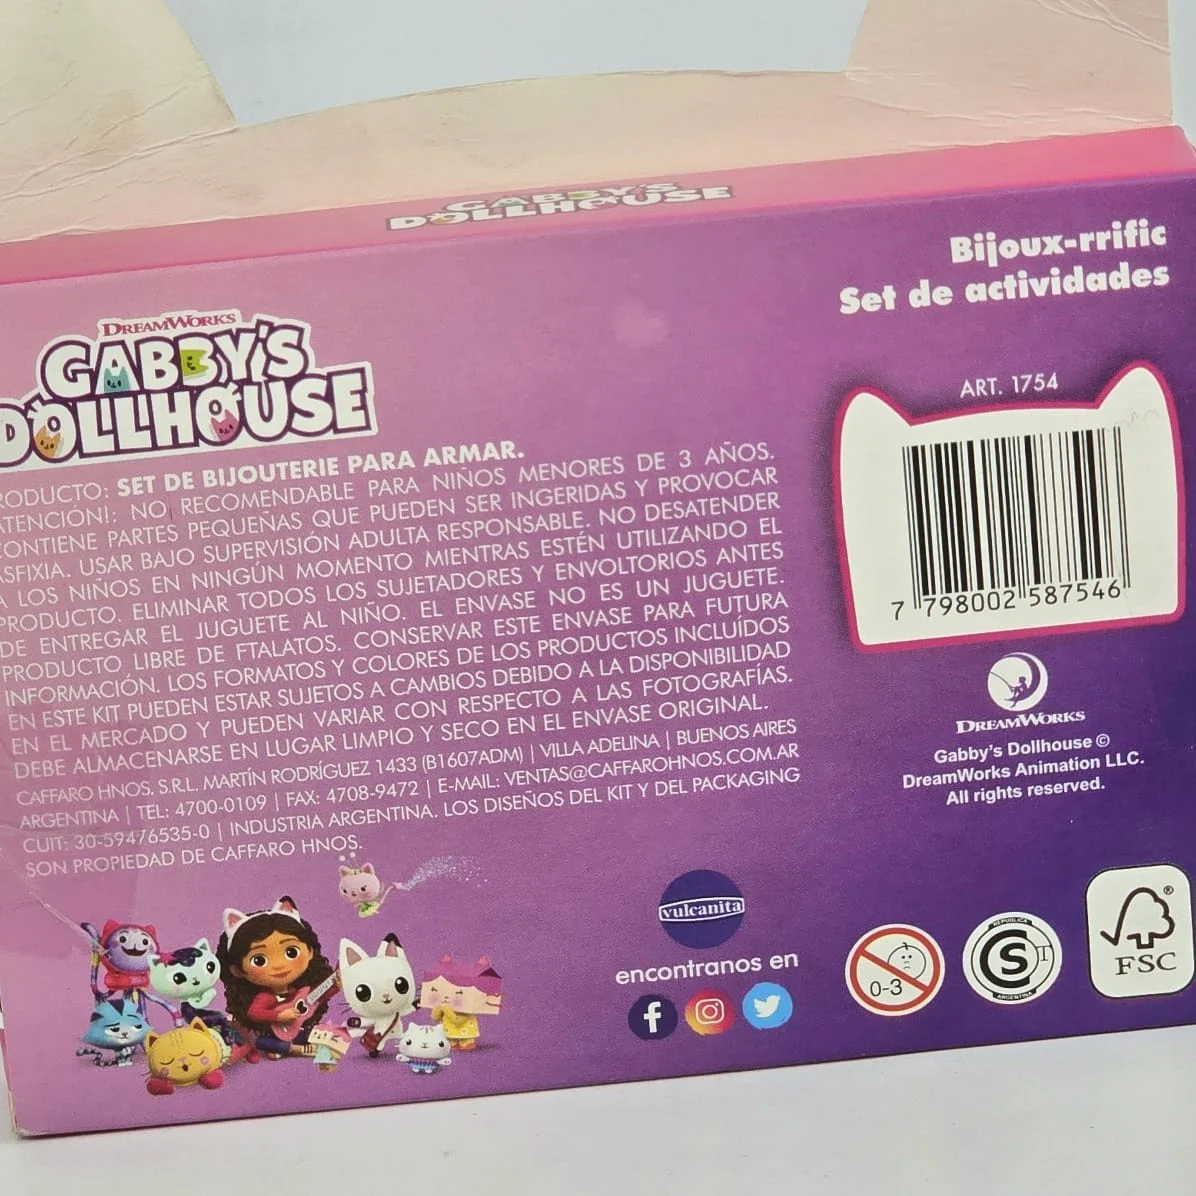 GABBY'S
DOLLHOUSE
Bijoux-rrific
Set de actividades
DREAMWORKS
GABBY'S
DOLLHOUSE
ART. 1754
RODUCTO: SET DE BIJOUTERIE PARA ARMAR.
ATENCIÓN!: NO RECOMENDABLE PARA NIÑOS MENORES DE 3 AÑOS.
CONTIENE PARTES PEQUEÑAS QUE PUEDEN SER INGERIDAS Y PROVOCAR
ASFIXIA. USAR BAJO SUPERVISIÓN ADULTA RESPONSABLE. NO DESATENDER
A LOS NIÑOS EN NINGÚN MOMENTO MIENTRAS ESTÉN UTILIZANDO EL
PRODUCTO. ELIMINAR TODOS LOS SUJETADORES Y ENVOLTORIOS ANTES
DE ENTREGAR EL JUGUETE AL NIÑO. EL ENVASE NO ES UN JUGUETE.
PRODUCTO LIBRE DE FTALATOS. CONSERVAR ESTE ENVASE PARA FUTURA
INFORMACIÓN. LOS FORMATOS Y COLORES DE LOS PRODUCTOS INCLUÍDOS
EN ESTE KIT PUEDEN ESTAR SUJETOS A CAMBIOS DEBIDO A LA DISPONIBILIDAD
EN EL MERCADO Y PUEDEN VARIAR CON RESPECTO A LAS FOTOGRAFÍAS.
DEBE ALMACENARSE EN LUGAR LIMPIO Y SECO EN EL ENVASE ORIGINAL.
CAFFARO HNOS. S.R.L. MARTÍN RODRÍGUEZ 1433 (B1607ADM) | VILLA ADELINA | BUENOS AIRES
ARGENTINA | TEL: 4700-0109 | FAX: 4708-9472 | E-MAIL: VENTAS@CAFFAROHNOS.COM.AR
CUIT: 30-59476535-0 | INDUSTRIA ARGENTINA. LOS DISEÑOS DEL KIT Y DEL PACKAGING
SON PROPIEDAD DE CAFFARO HNOS.
7 798002 587546
DREAMWORKS
Gabby's Dollhouse ©
DreamWorks Animation LLC.
All rights reserved.
vulcanita
encontranos en
0-3
REPUBLICA
S T
ARGENTINA
FSC
®